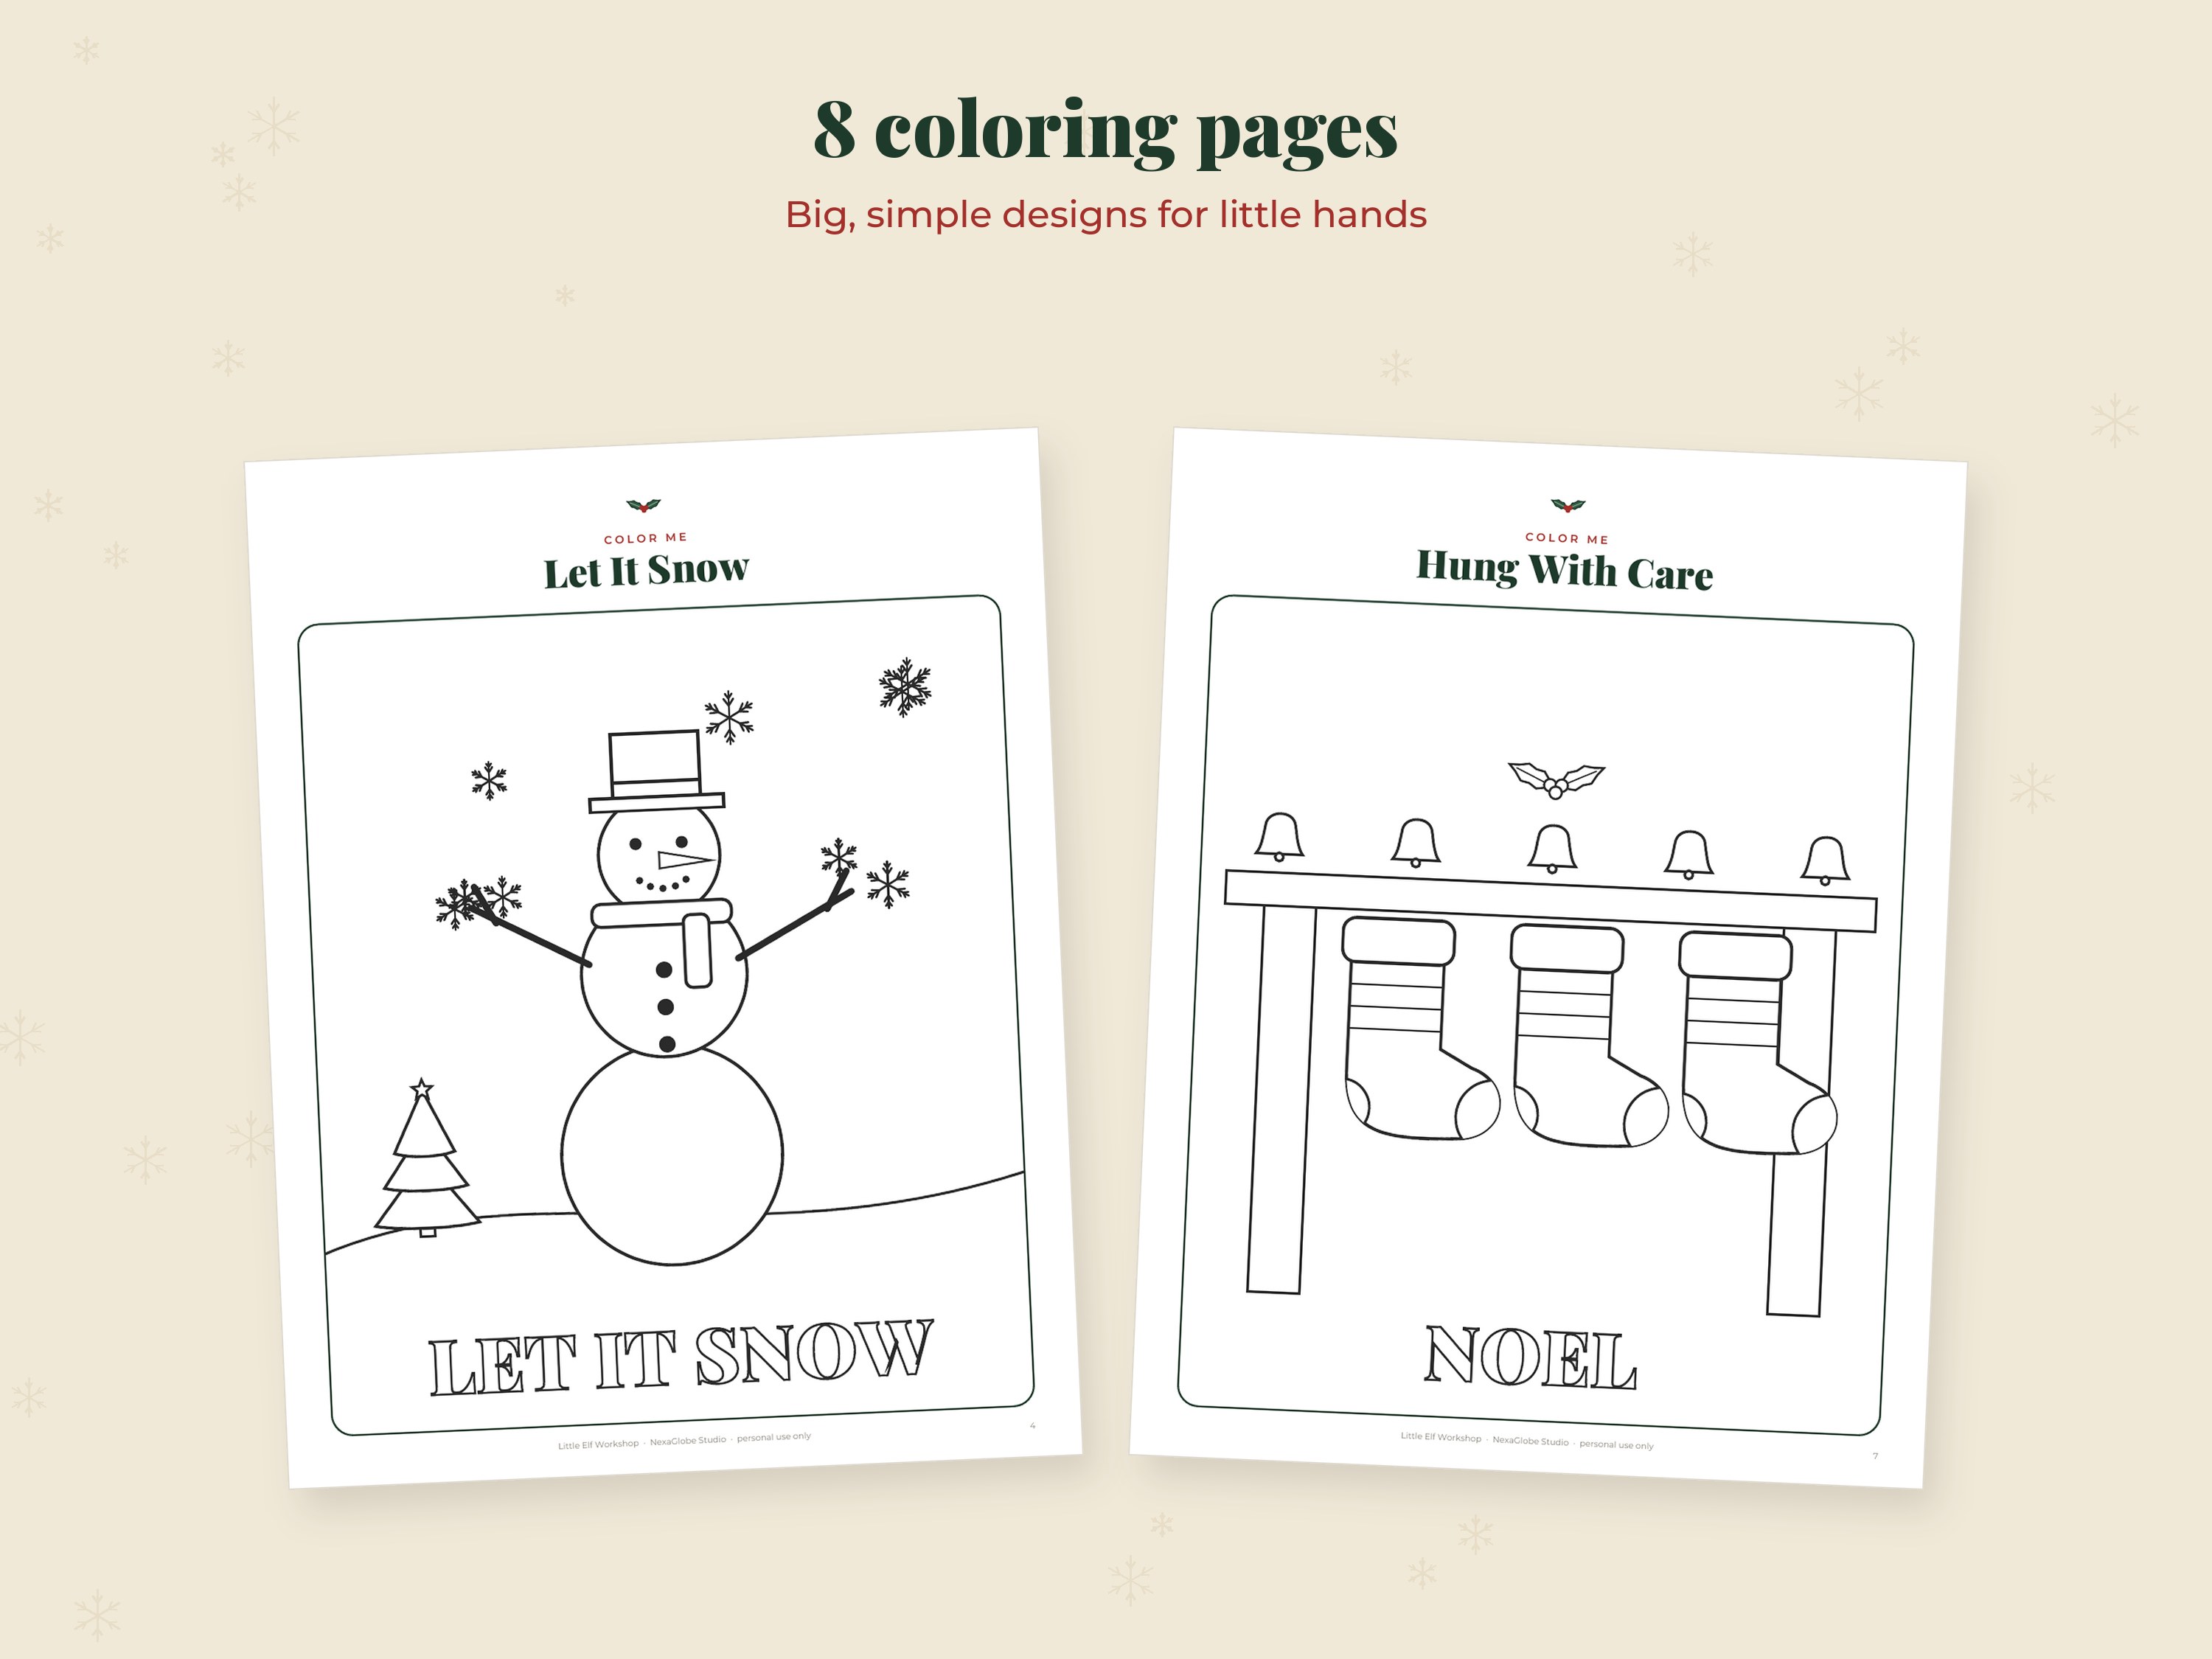 8 coloring pages
Big, simple designs for little hands
COLOR ME
Let It Snow
LET IT SNOW
Little Elf Workshop · NexaGlobe Studio · personal use only
4
COLOR ME
Hung With Care
NOEL
Little Elf Workshop · NexaGlobe Studio · personal use only
7